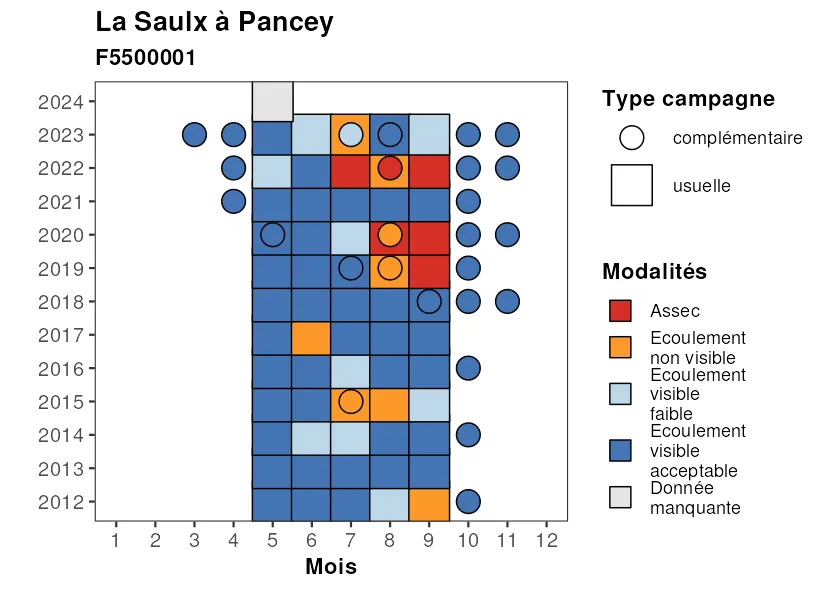 La Saulx à Pancey
F5500001
2024
2023
2022
2021
2020
2019
2018
2017
2016
2015
2014
2013
2012
1 2 3 4 5 6 7 8 9 10 11 12
Mois
Type campagne
complémentaire
usuelle
Modalités
Assec
Ecoulement
non visible
Ecoulement
visible
faible
Ecoulement
visible
acceptable
Donnée
manquante